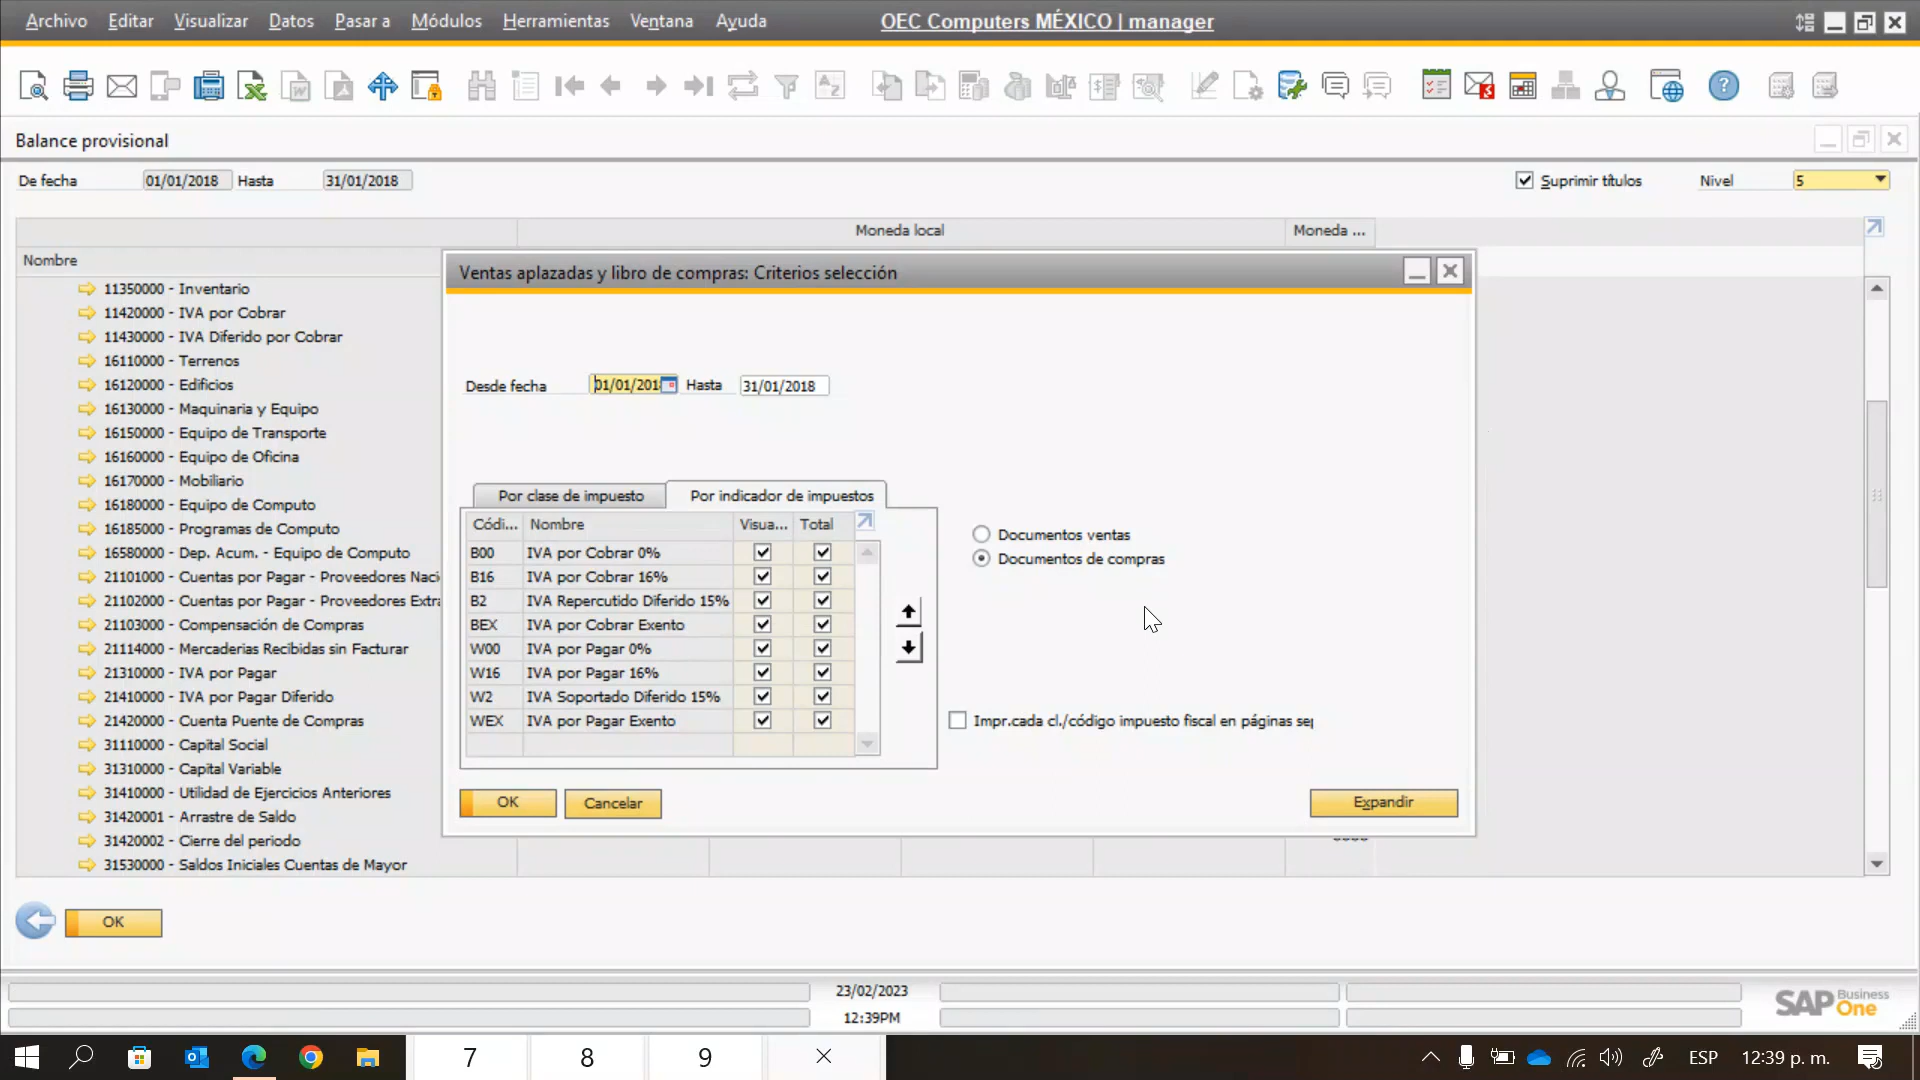 Archivo Editar Visualizar Datos Pasar a Módulos Herramientas Ventana Ayuda OEC Computers MÉXICO | manager
Balance provisional
De fecha 01/01/2018 Hasta 31/01/2018 Suprimir títulos Nivel 5
Moneda local Moneda ...
Nombre
11350000 - Inventario
11420000 - IVA por Cobrar
11430000 - IVA Diferido por Cobrar
16110000 - Terrenos
16120000 - Edificios
16130000 - Maquinaria y Equipo
16150000 - Equipo de Transporte
16160000 - Equipo de Oficina
16170000 - Mobiliario
16180000 - Equipo de Computo
16185000 - Programas de Computo
16580000 - Dep. Acum. - Equipo de Computo
21101000 - Cuentas por Pagar - Proveedores Naci
21102000 - Cuentas por Pagar - Proveedores Extra
21103000 - Compensación de Compras
21114000 - Mercaderias Recibidas sin Facturar
21310000 - IVA por Pagar
21410000 - IVA por Pagar Diferido
21420000 - Cuenta Puente de Compras
31110000 - Capital Social
31310000 - Capital Variable
31410000 - Utilidad de Ejercicios Anteriores
31420001 - Arrastre de Saldo
31420002 - Cierre del periodo
31530000 - Saldos Iniciales Cuentas de Mayor
OK
Ventas aplazadas y libro de compras: Criterios selección
Desde fecha 01/01/2018 Hasta 31/01/2018
Por clase de impuesto Por indicador de impuestos
Códi... Nombre Visua... Total
B00 IVA por Cobrar 0%
B16 IVA por Cobrar 16%
B2 IVA Repercutido Diferido 15%
BEX IVA por Cobrar Exento
W00 IVA por Pagar 0%
W16 IVA por Pagar 16%
W2 IVA Soportado Diferido 15%
WEX IVA por Pagar Exento
Documentos ventas
Documentos de compras
Impr.cada cl./código impuesto fiscal en páginas se
OK Cancelar Expandir
23/02/2023
12:39PM
SAP Business One
7 8 9
ESP 12:39 p. m.